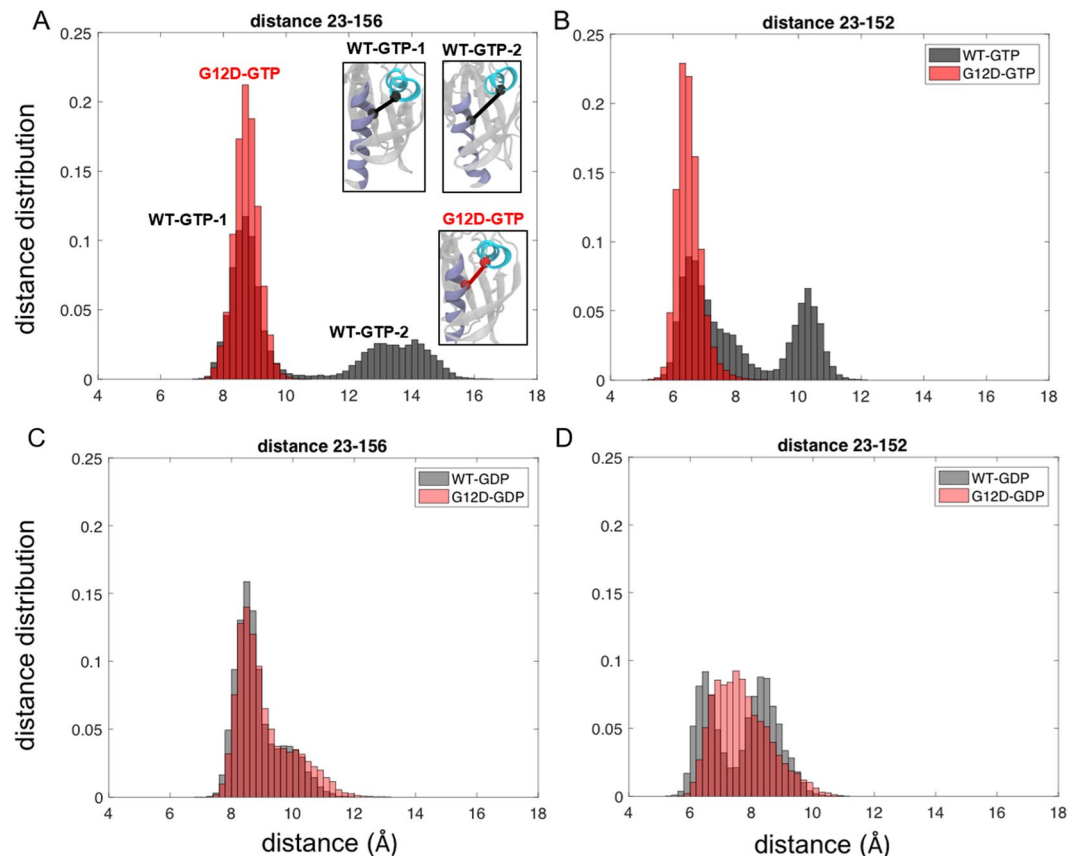 A
distance 23-156
0.25
0.2
0.15
0.1
0.05
0
distance distribution
G12D-GTP
WT-GTP-1
WT-GTP-2
WT-GTP-1
G12D-GTP
WT-GTP-2
4
6
8
10
12
14
16
18
B
distance 23-152
0.25
0.2
0.15
0.1
0.05
0
WT-GTP
G12D-GTP
4
6
8
10
12
14
16
18
C
distance 23-156
0.25
0.2
0.15
0.1
0.05
0
distance distribution
WT-GDP
G12D-GDP
4
6
8
10
12
14
16
18
distance (Å)
D
distance 23-152
0.25
0.2
0.15
0.1
0.05
0
WT-GDP
G12D-GDP
4
6
8
10
12
14
16
18
distance (Å)